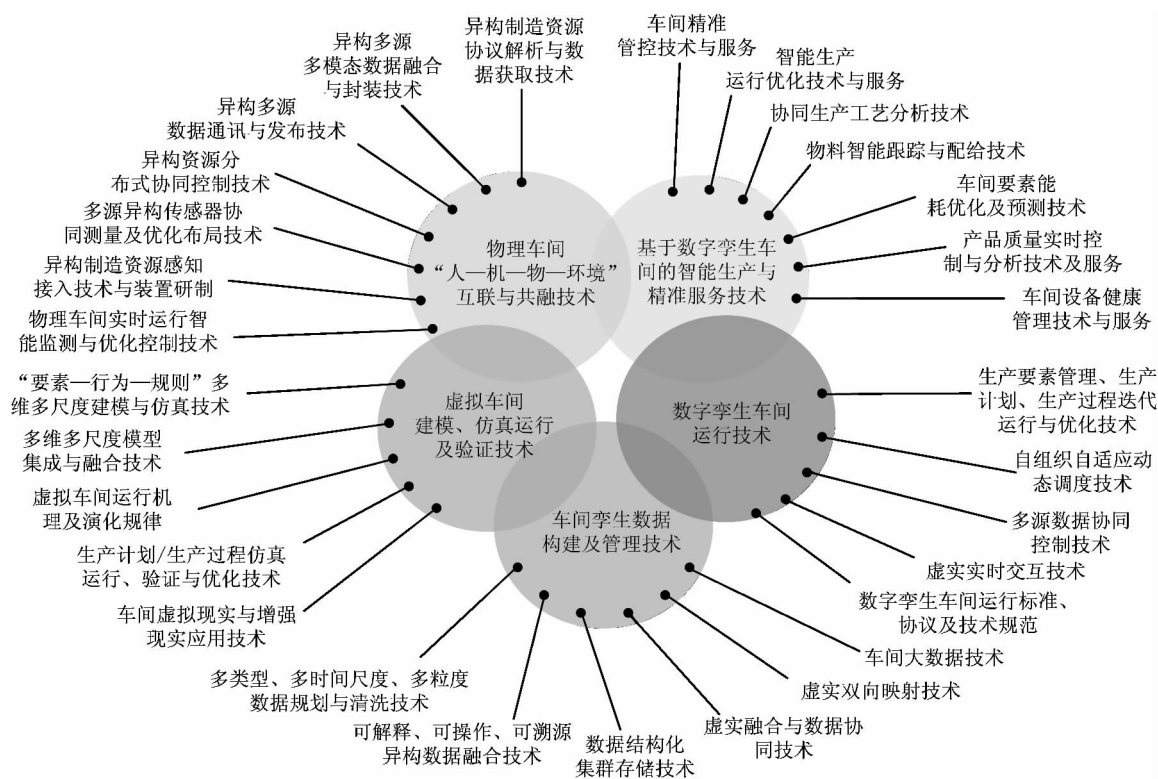 异构制造资源
协议解析与数
据获取技术
异构多源
多模态数据融合
与封装技术
异构多源
数据通讯与发布技术
异构资源分
布式协同控制技术
多源异构传感器协
同测量及优化布局技术
异构制造资源感知
接入技术与装置研制
物理车间实时运行智
能监测与优化控制技术
物理车间
“人—机—物—环境”
互联与共融技术
车间精准
管控技术与服务
智能生产
运行优化技术与服务
协同生产工艺分析技术
物料智能跟踪与配给技术
车间要素能
耗优化及预测技术
产品质量实时控
制与分析技术及服务
车间设备健康
管理技术与服务
基于数字孪生车
间的智能生产与
精准服务技术
“要素—行为—规则”多
维多尺度建模与仿真技术
多维多尺度模型
集成与融合技术
虚拟车间运行机
理及演化规律
生产计划/生产过程仿真
运行、验证与优化技术
车间虚拟现实与增强
现实应用技术
虚拟车间
建模、仿真运行
及验证技术
数字孪生车间
运行技术
生产要素管理、生产
计划、生产过程迭代
运行与优化技术
自组织自适应动
态调度技术
多源数据协同
控制技术
虚实实时交互技术
数字孪生车间运行标准、
协议及技术规范
车间孪生数据
构建及管理技术
车间大数据技术
虚实双向映射技术
虚实融合与数据协
同技术
数据结构化
集群存储技术
可解释、可操作、可溯源
异构数据融合技术
多类型、多时间尺度、多粒度
数据规划与清洗技术